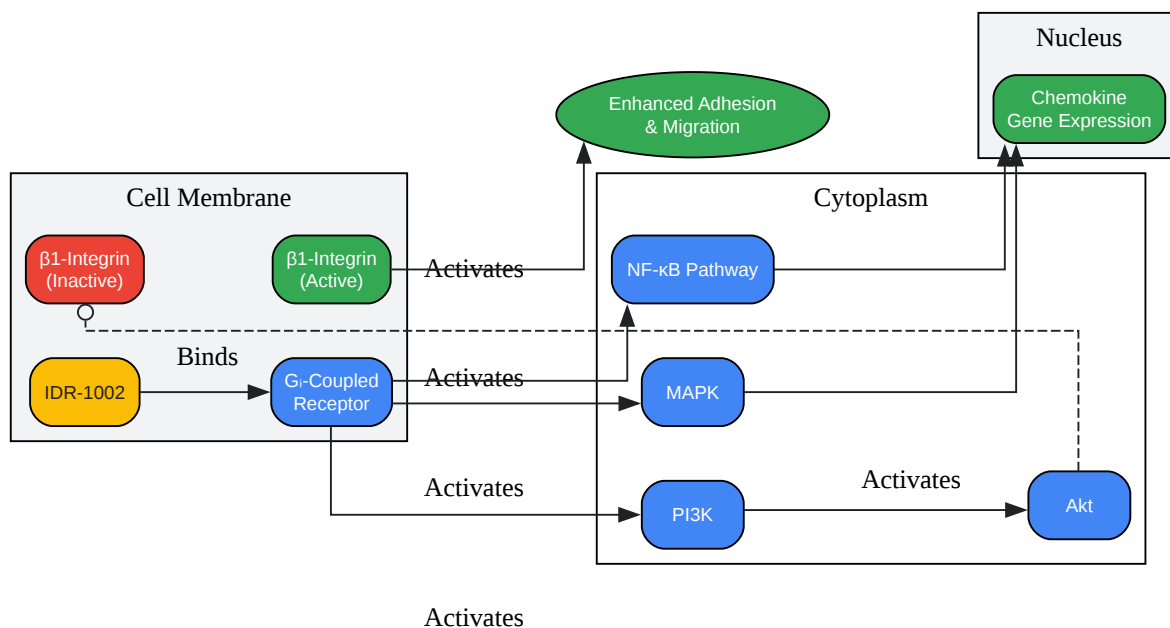 Nucleus
Chemokine
Gene Expression
Enhanced Adhesion
& Migration
Cell Membrane
Cytoplasm
β1-Integrin
(Inactive)
β1-Integrin
(Active)
Activates
NF-κB Pathway
Binds
IDR-1002
Gᵢ-Coupled
Receptor
Activates
MAPK
Activates
PI3K
Activates
Akt
Activates